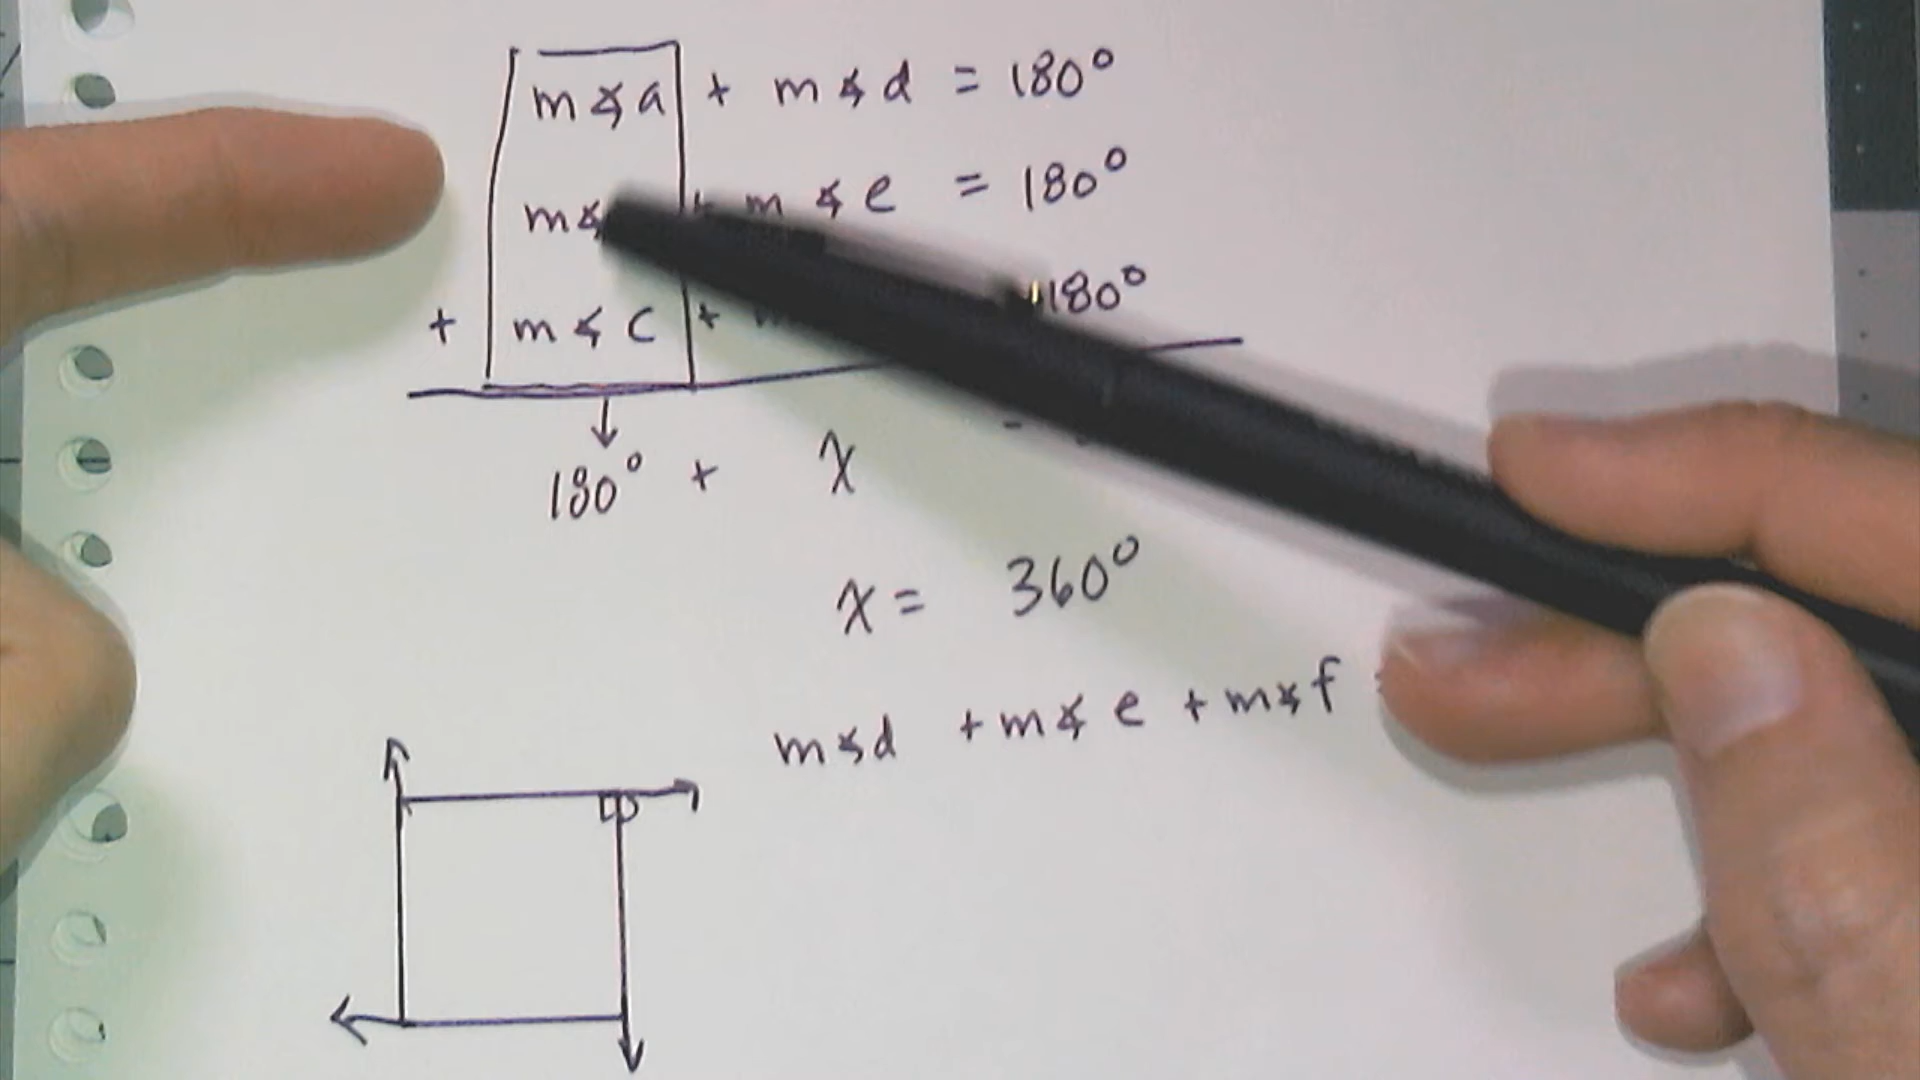 m∡a + m∡d = 180°
m∡ + m∡e = 180°
+ m∡c + m 180°
180° + x
x = 360°
m∡d + m∡e + m∡f